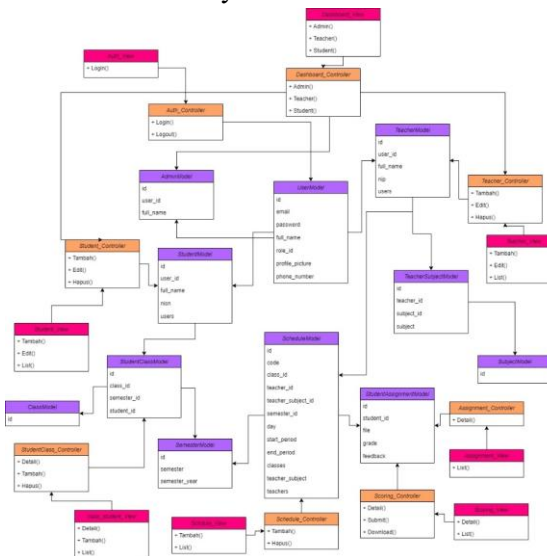 Dashboard_View
+ Admin()
+ Teacher()
+ Student()
Auth_View
+ Login()
Dashboard_Controller
+ Admin()
+ Teacher()
+ Student()
Auth_Controller
+ Login()
+ Logout()
TeacherModel
id
user_id
full_name
nip
users
AdminModel
id
user_id
full_name
UserModel
id
email
password
full_name
role_id
profile_picture
phone_number
Teacher_Controller
+ Tambah()
+ Edit()
+ Hapus()
Teacher_View
+ Tambah()
+ Edit()
+ List()
Student_Controller
+ Tambah()
+ Edit()
+ Hapus()
StudentModel
id
user_id
full_name
nisn
users
TeacherSubjectModel
id
teacher_id
subject_id
subject
Student_View
+ Tambah()
+ Edit()
+ List()
ScheduleModel
id
code
class_id
teacher_id
teacher_subject_id
semester_id
day
start_period
end_period
classes
teacher_subject
teachers
SubjectModel
id
StudentClassModel
id
class_id
semester_id
student_id
ClassModel
id
StudentAssignmentModel
id
student_id
file
grade
feedback
Assignment_Controller
+ Detail()
SemesterModel
id
semester
semester_year
StudentClass_Controller
+ Detail()
+ Tambah()
+ Hapus()
Assignment_View
+ List()
Scoring_Controller
+ Detail()
+ Submit()
+ Download()
Scoring_View
+ Detail()
+ List()
+ Detail()
+ Tambah()
+ List()
Schedule_View
+ Tambah()
+ List()
Schedule_Controller
+ Tambah()
+ Hapus()